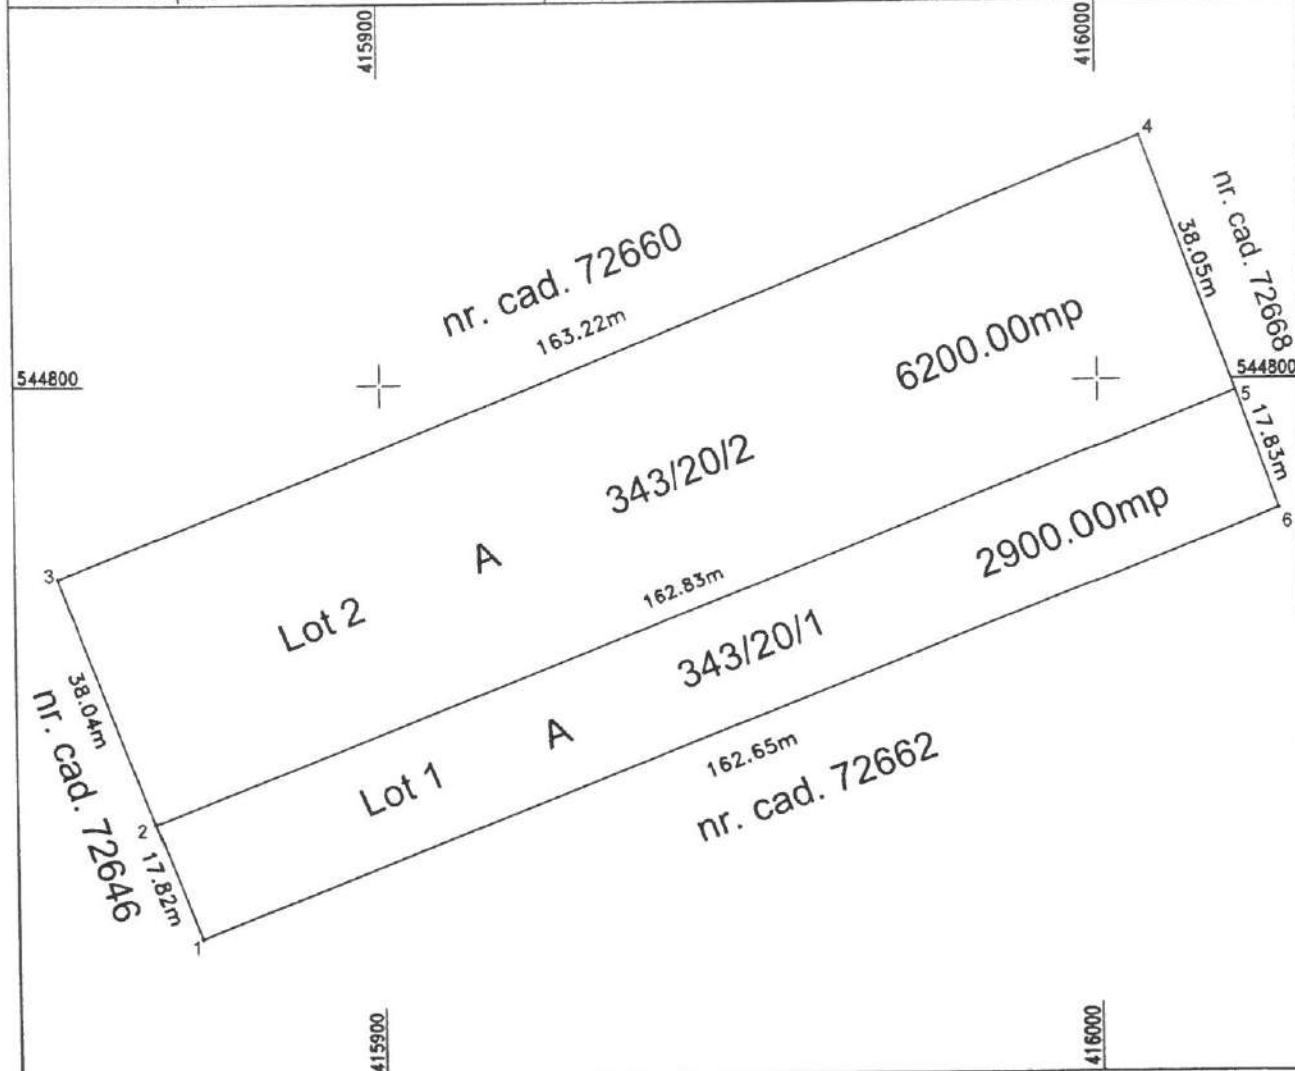 415900
416000
4
nr. cad. 72660
163.22m
38.05m
nr. cad. 72668
6200.00mp
544800
544800
5
17.83m
343/20/2
2900.00mp
6
A
3
162.83m
Lot 2
343/20/1
38.04m
nr. cad. 72646
A
162.65m
nr. cad. 72662
Lot 1
2
17.82m
1
415900
416000